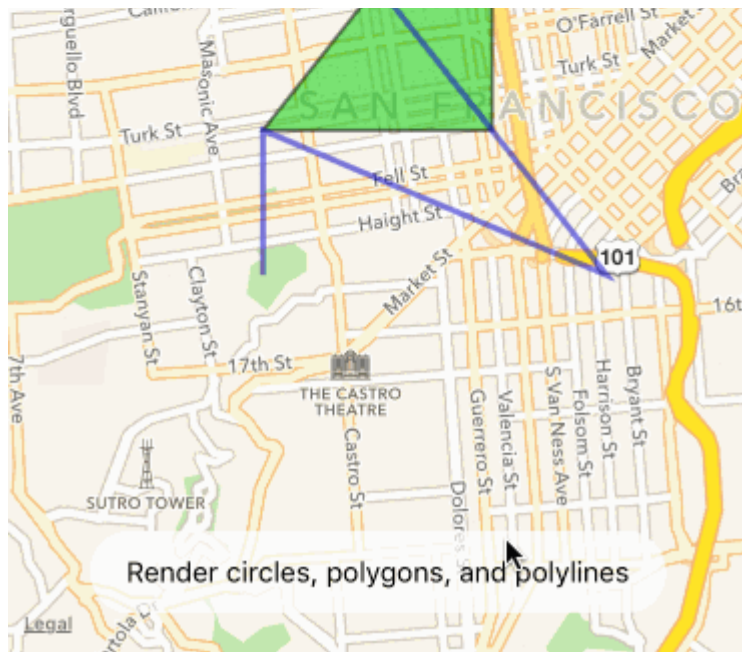 O'Farrell St
Market
Turk St
Masonic Ave
SAN FRANCISCO
Turk St
Fell St
Haight St
Market St
101
Stanyan St
Clayton St
16t
17th St
7th Ave
THE CASTRO
THEATRE
Castro St
Guerrero St
Valencia St
S Van Ness Ave
Folsom St
Harrison St
Bryant St
SUTRO TOWER
Dolores
Render circles, polygons, and polylines
Legal